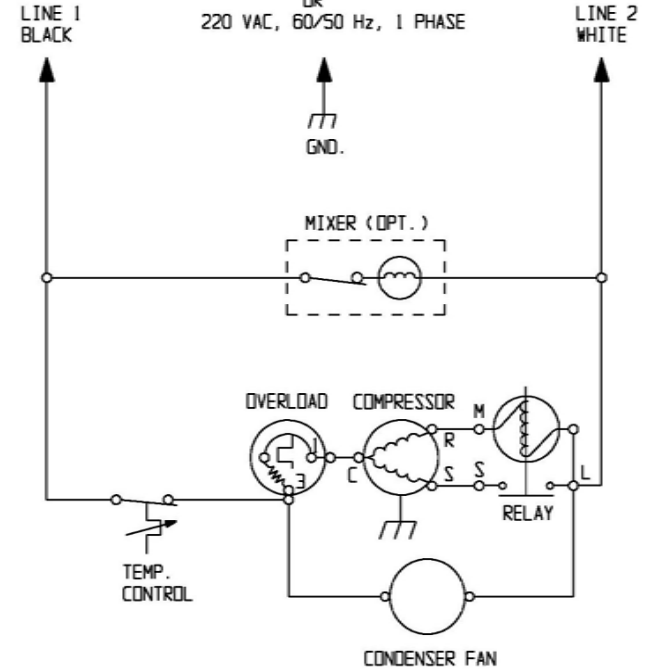 LINE 1
BLACK
OR
220 VAC, 60/50 Hz, 1 PHASE
LINE 2
WHITE
GND.
MIXER (OPT.)
OVERLOAD
COMPRESSOR
M
R
1
C
3
S
S
L
RELAY
TEMP.
CONTROL
CONDENSER FAN